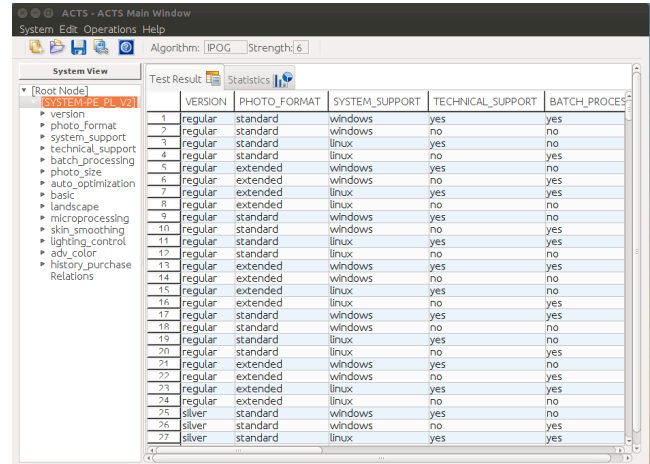 ACTS - ACTS Main Window
System Edit Operations Help
Algorithm: IPOG Strength: 6
System View
[Root Node]
[SYSTEM-PE_PL_V2]
version
photo_format
system_support
technical_support
batch_processing
photo_size
auto_optimization
basic
landscape
microprocessing
skin_smoothing
lighting_control
adv_color
history_purchase
Relations
Test Result Statistics
VERSION PHOTO_FORMAT SYSTEM_SUPPORT TECHNICAL_SUPPORT BATCH_PROCES
1 regular standard windows yes yes
2 regular standard windows no no
3 regular standard linux yes no
4 regular standard linux no yes
5 regular extended windows yes no
6 regular extended windows no yes
7 regular extended linux yes yes
8 regular extended linux no no
9 regular standard windows yes no
10 regular standard windows no yes
11 regular standard linux yes yes
12 regular standard linux no no
13 regular extended windows yes yes
14 regular extended windows no no
15 regular extended linux yes no
16 regular extended linux no yes
17 regular standard windows yes yes
18 regular standard windows no no
19 regular standard linux yes no
20 regular standard linux no yes
21 regular extended windows yes no
22 regular extended windows no yes
23 regular extended linux yes yes
24 regular extended linux no no
25 silver standard windows yes no
26 silver standard windows no yes
27 silver standard linux yes yes